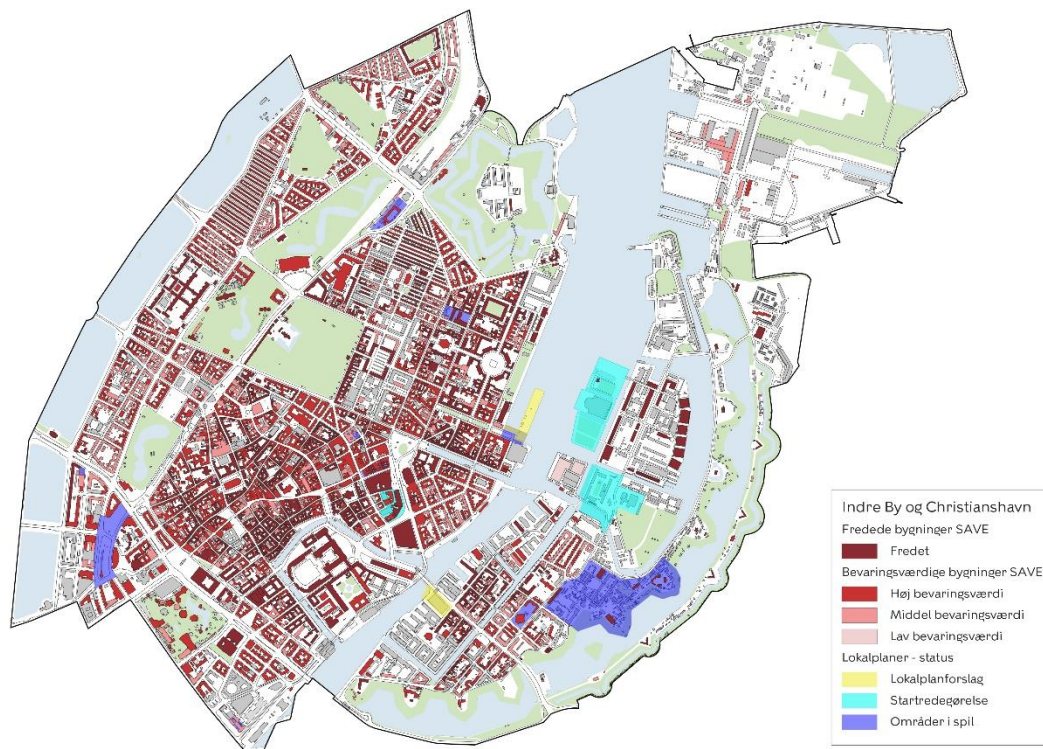 Indre By og Christianshavn
Fredede bygninger SAVE
Fredet
Bevaringsværdige bygninger SAVE
Høj bevaringsværdi
Middel bevaringsværdi
Lav bevaringsværdi
Lokalplaner - status
Lokalplanforslag
Startredegørelse
Områder i spil